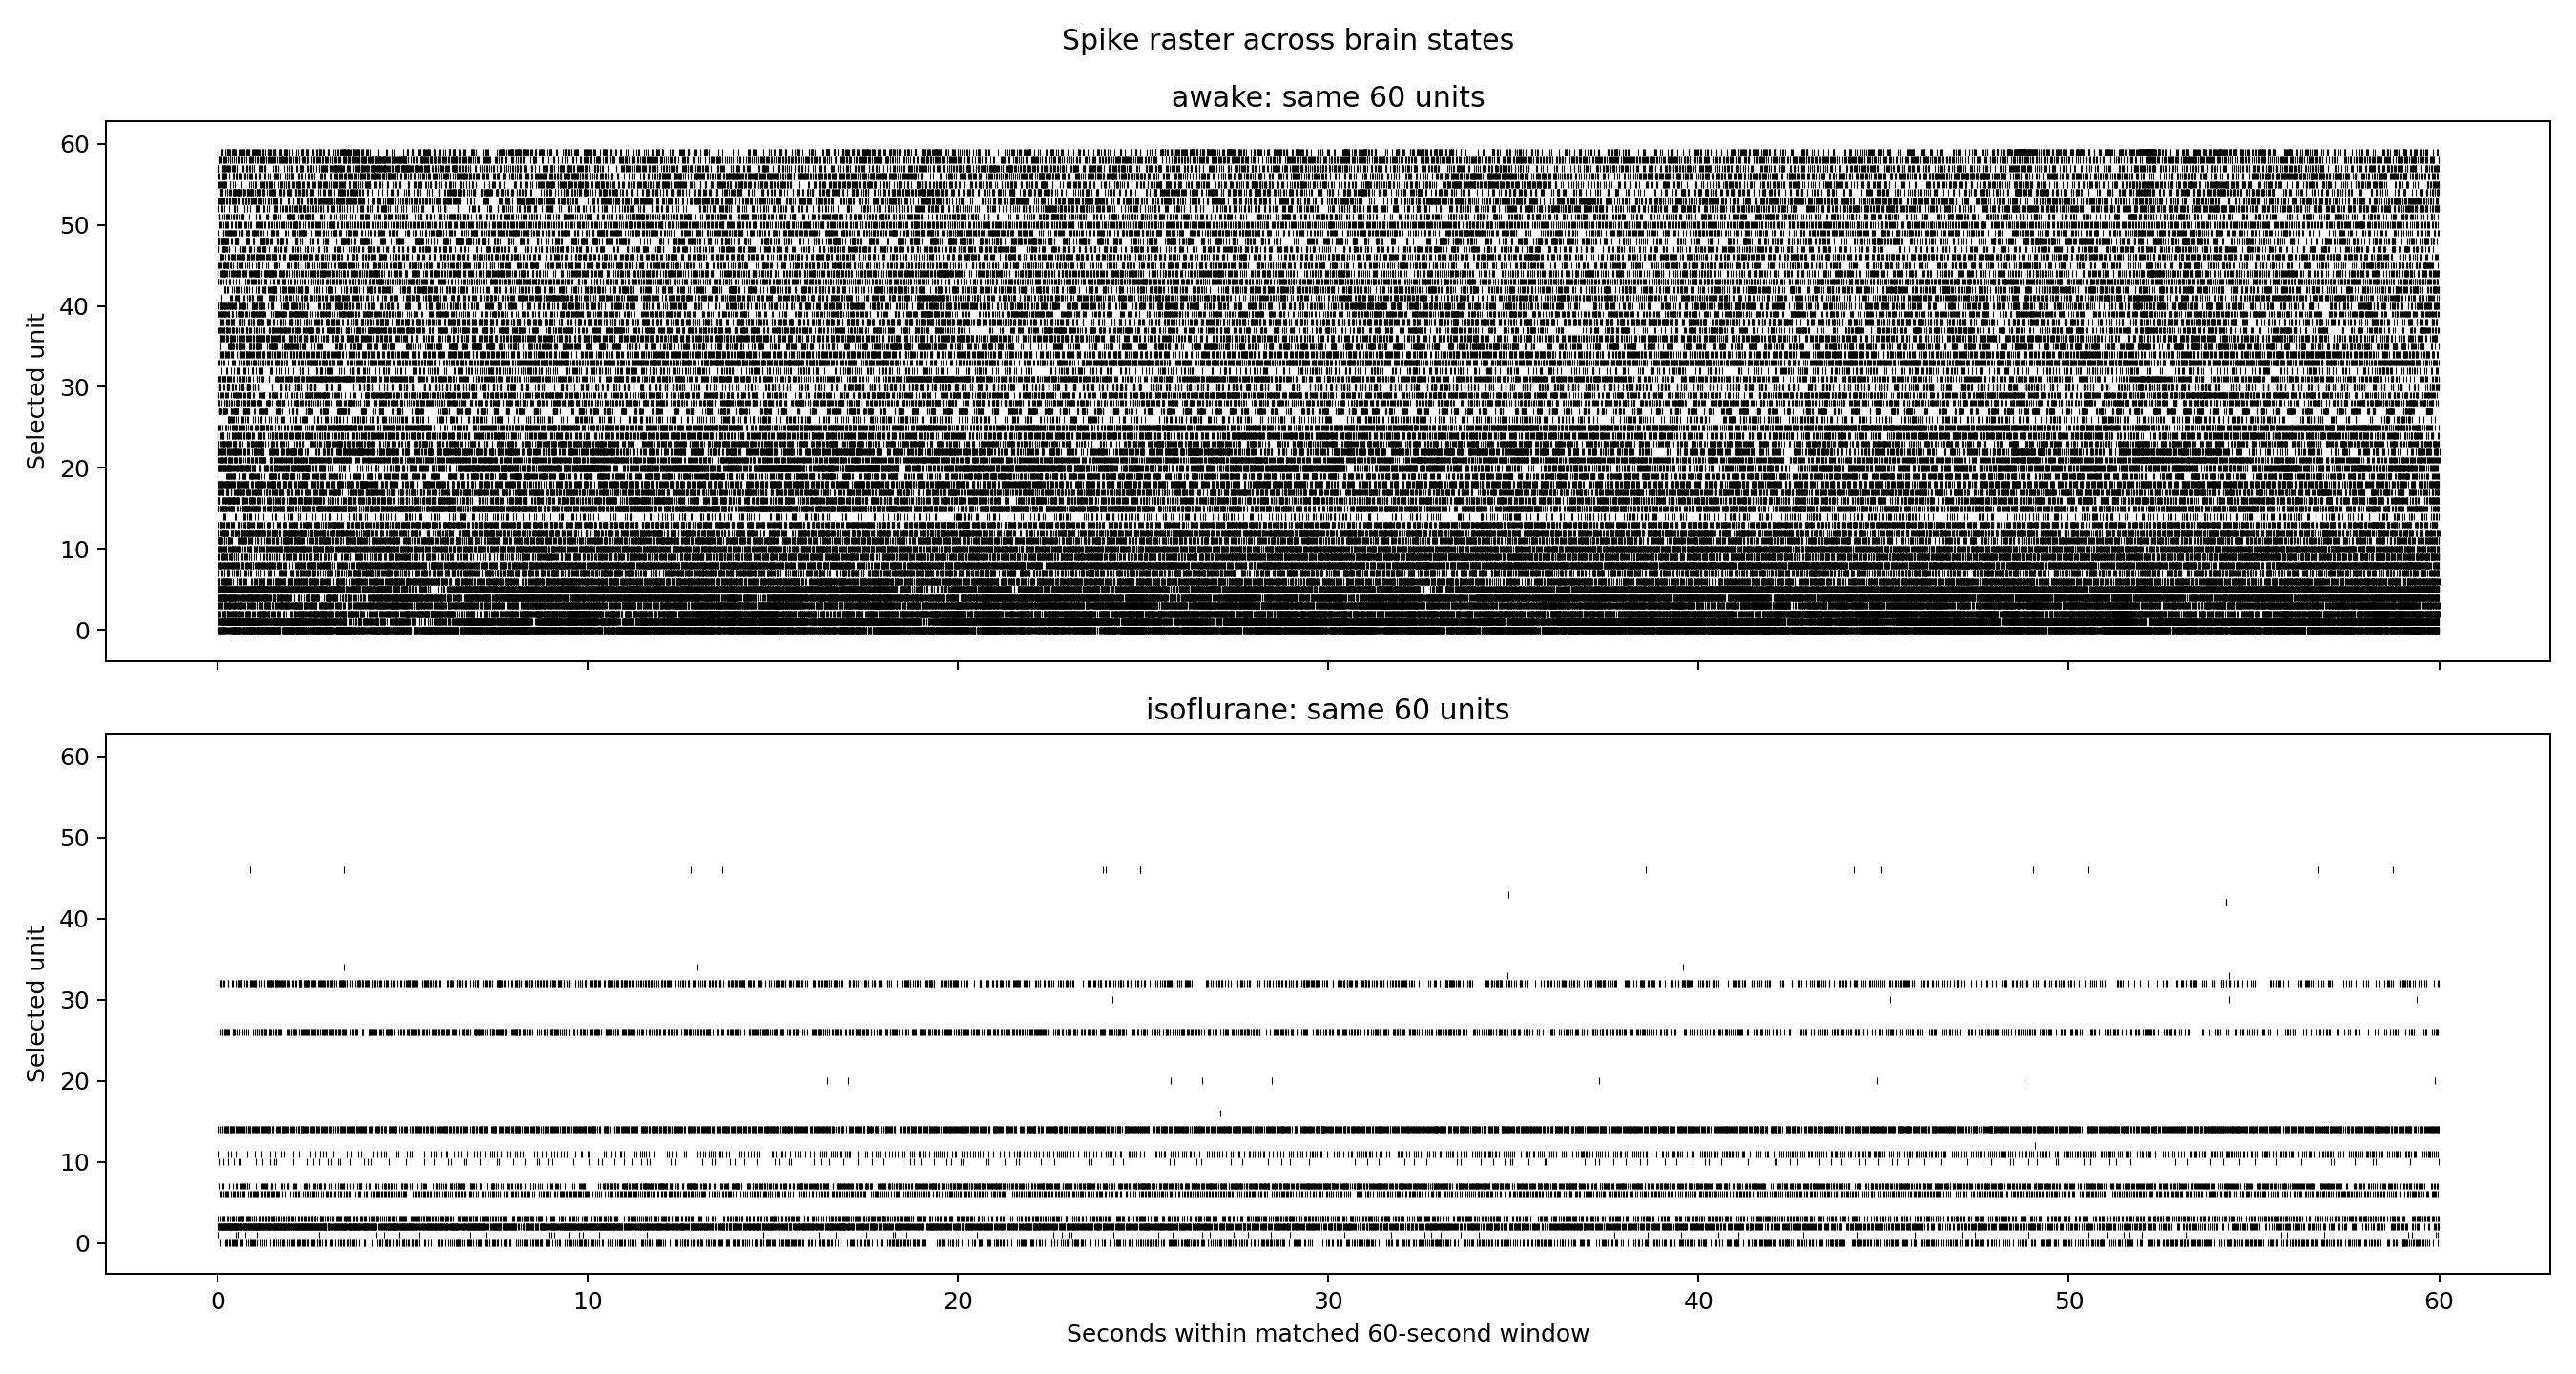 Spike raster across brain states
awake: same 60 units
60
50
40
30
20
10
0
Selected unit
isoflurane: same 60 units
60
50
40
30
20
10
0
Selected unit
0 10 20 30 40 50 60
Seconds within matched 60-second window